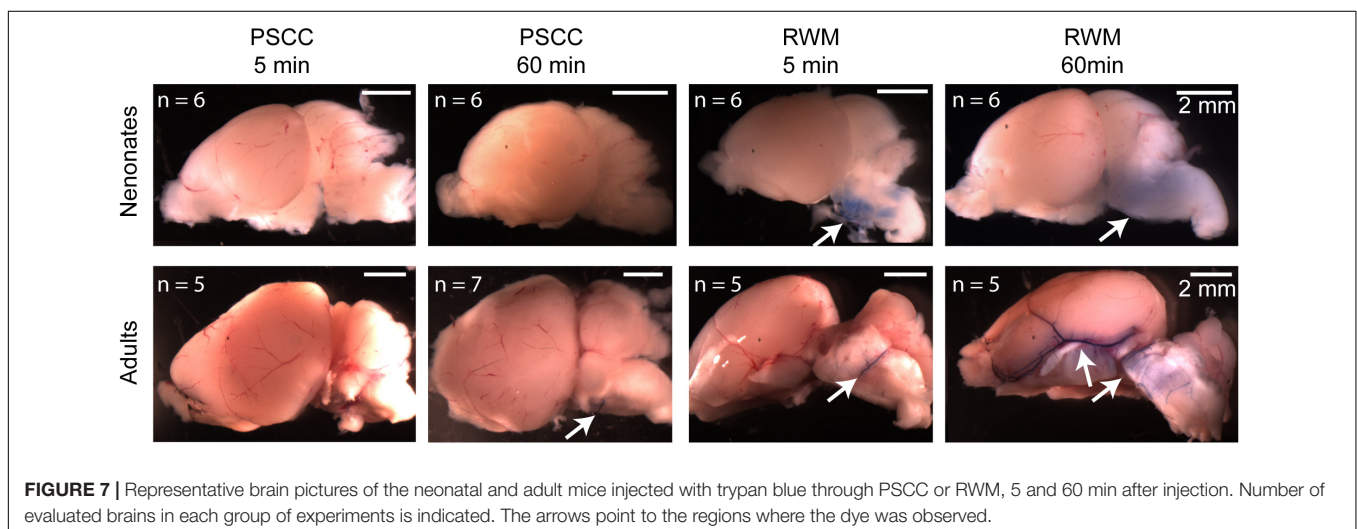 PSCC PSCC RWM RWM
5 min 60 min 5 min 60min
Nenonates
n = 6 n = 6 n = 6 n = 6 2 mm
Adults
n = 5 n = 7 n = 5 n = 5 2 mm
FIGURE 7 | Representative brain pictures of the neonatal and adult mice injected with trypan blue through PSCC or RWM, 5 and 60 min after injection. Number of
evaluated brains in each group of experiments is indicated. The arrows point to the regions where the dye was observed.